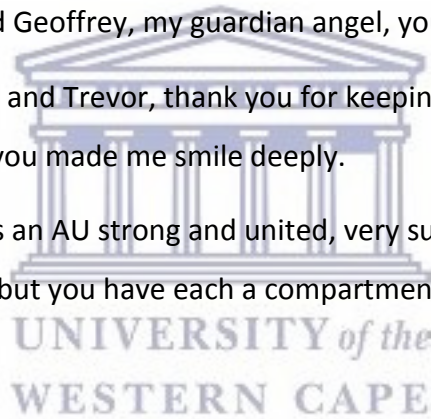 d Geoffrey, my guardian angel, yo
and Trevor, thank you for keepin
you made me smile deeply.
s an AU strong and united, very su
but you have each a compartmen
UNIVERSITY of the
WESTERN CAPE